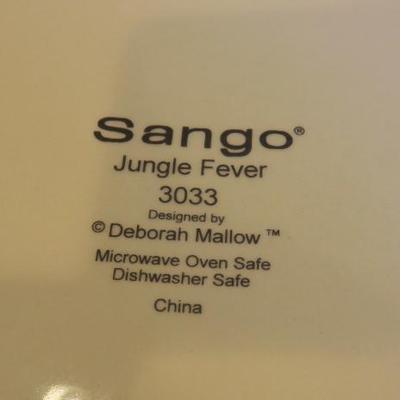 Sango®
Jungle Fever
3033
Designed by
© Deborah Mallow ™
Microwave Oven Safe
Dishwasher Safe
China